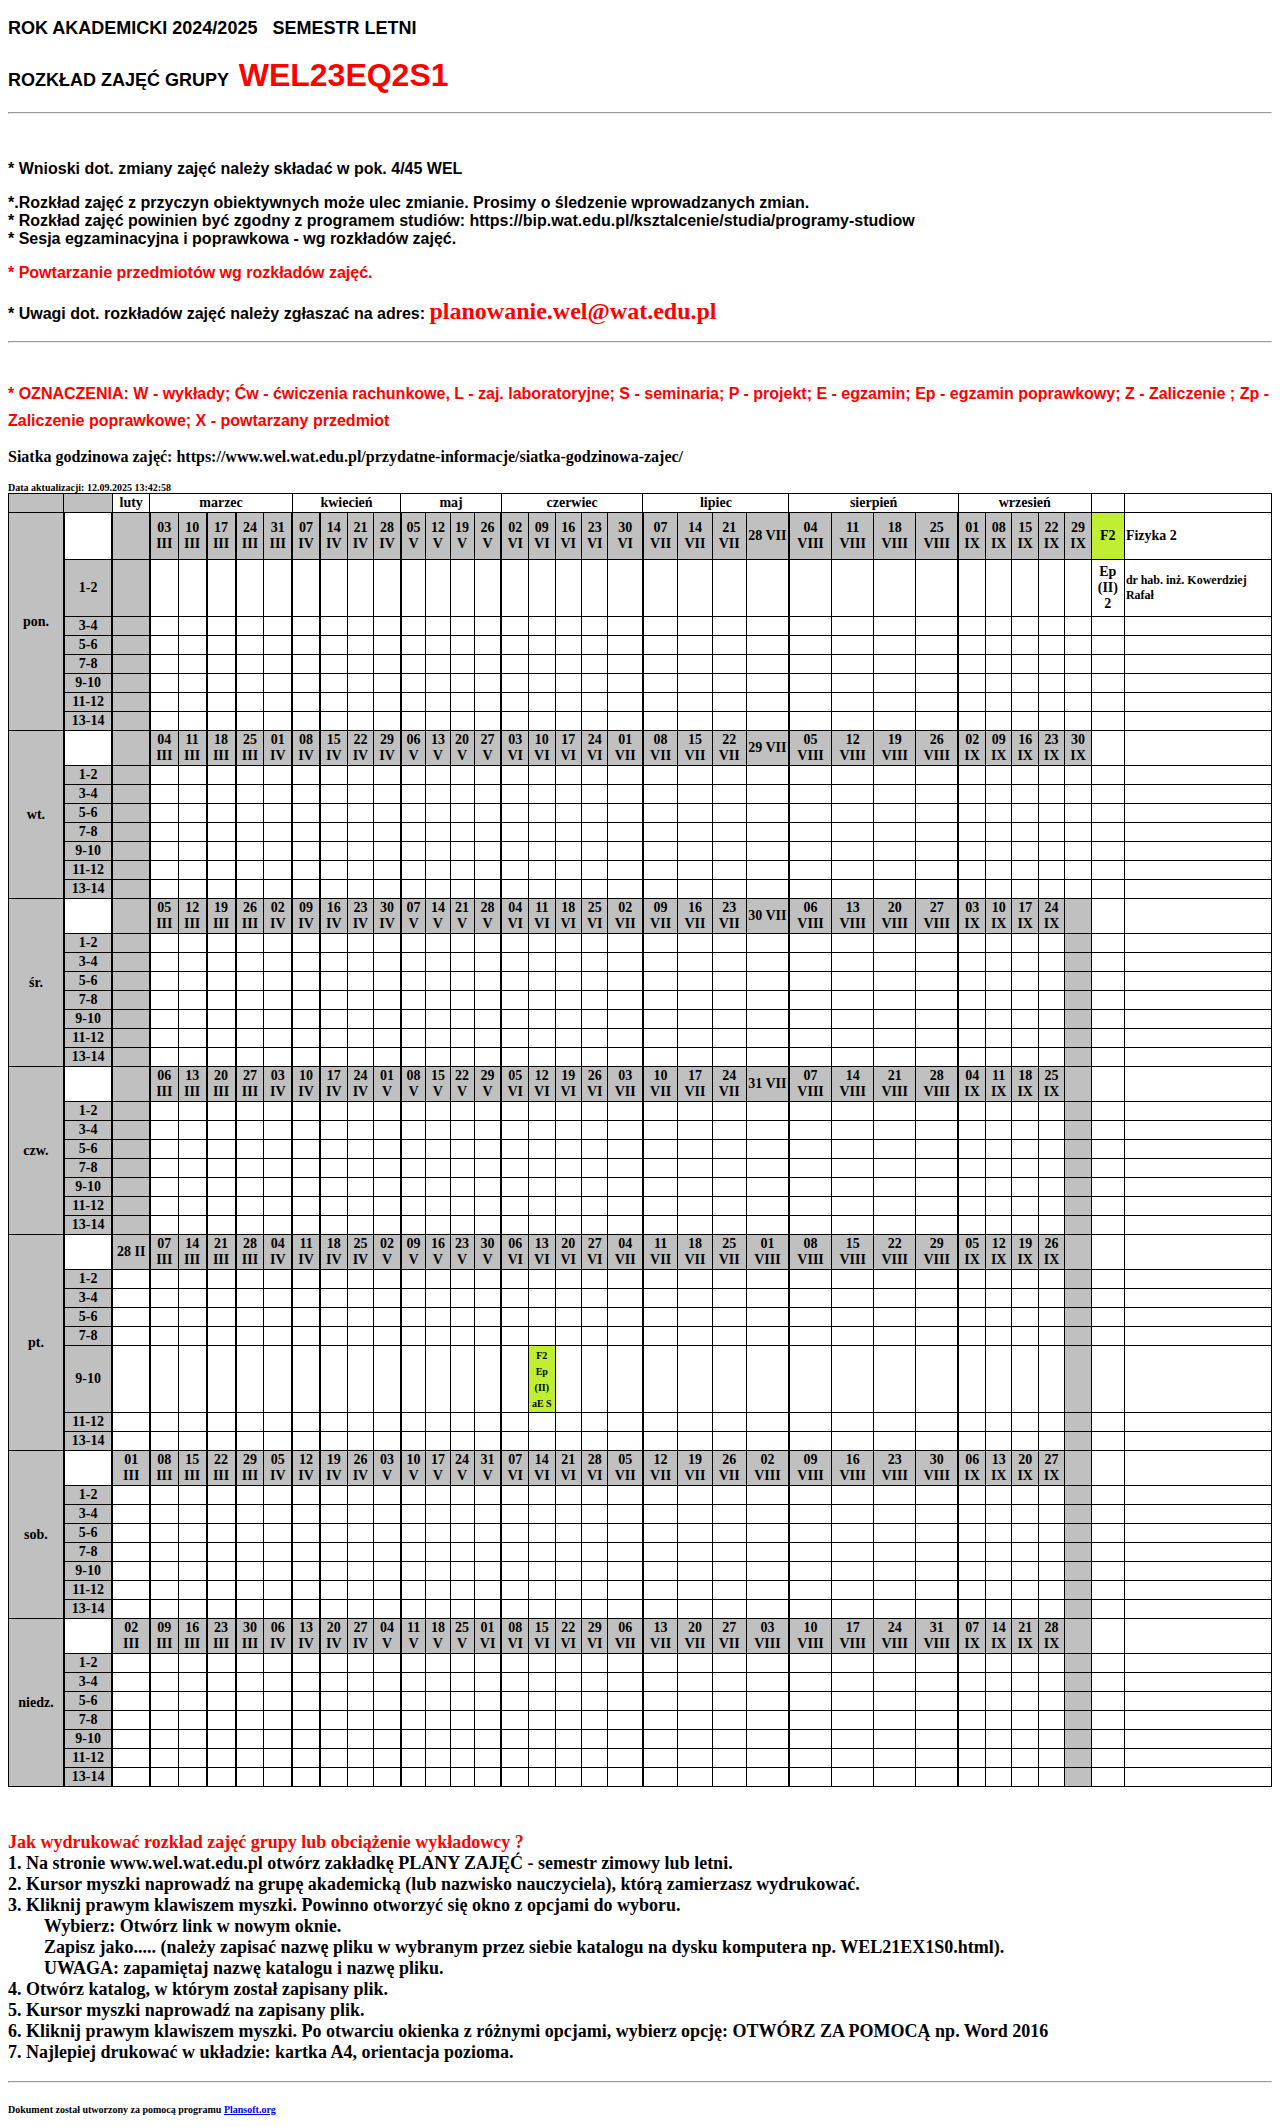 ROK AKADEMICKI 2024/2025   SEMESTR LETNI
ROZKŁAD ZAJĘĆ GRUPY  WEL23EQ2S1
* Wnioski dot. zmiany zajęć należy składać w pok. 4/45 WEL
*.Rozkład zajęć z przyczyn obiektywnych może ulec zmianie. Prosimy o śledzenie wprowadzanych zmian.
* Rozkład zajęć powinien być zgodny z programem studiów: https://bip.wat.edu.pl/ksztalcenie/studia/programy-studiow
* Sesja egzaminacyjna i poprawkowa - wg rozkładów zajęć.
* Powtarzanie przedmiotów wg rozkładów zajęć.
* Uwagi dot. rozkładów zajęć należy zgłaszać na adres: planowanie.wel@wat.edu.pl
* OZNACZENIA: W - wykłady; Ćw - ćwiczenia rachunkowe, L - zaj. laboratoryjne; S - seminaria; P - projekt; E - egzamin; Ep - egzamin poprawkowy; Z - Zaliczenie ; Zp -
Zaliczenie poprawkowe; X - powtarzany przedmiot
Siatka godzinowa zajęć: https://www.wel.wat.edu.pl/przydatne-informacje/siatka-godzinowa-zajec/
Data aktualizacji: 12.09.2025 13:42:58
luty marzec kwiecień maj czerwiec lipiec sierpień wrzesień
pon. 03 III 10 III 17 III 24 III 31 III 07 IV 14 IV 21 IV 28 IV 05 V 12 V 19 V 26 V 02 VI 09 VI 16 VI 23 VI 30 VI 07 VII 14 VII 21 VII 28 VII 04 VIII 11 VIII 18 VIII 25 VIII 01 IX 08 IX 15 IX 22 IX 29 IX F2 Fizyka 2
1-2 Ep (II) 2 dr hab. inż. Kowerdziej Rafał
3-4
5-6
7-8
9-10
11-12
13-14
wt. 04 III 11 III 18 III 25 III 01 IV 08 IV 15 IV 22 IV 29 IV 06 V 13 V 20 V 27 V 03 VI 10 VI 17 VI 24 VI 01 VII 08 VII 15 VII 22 VII 29 VII 05 VIII 12 VIII 19 VIII 26 VIII 02 IX 09 IX 16 IX 23 IX 30 IX
1-2
3-4
5-6
7-8
9-10
11-12
13-14
śr. 05 III 12 III 19 III 26 III 02 IV 09 IV 16 IV 23 IV 30 IV 07 V 14 V 21 V 28 V 04 VI 11 VI 18 VI 25 VI 02 VII 09 VII 16 VII 23 VII 30 VII 06 VIII 13 VIII 20 VIII 27 VIII 03 IX 10 IX 17 IX 24 IX
1-2
3-4
5-6
7-8
9-10
11-12
13-14
czw. 06 III 13 III 20 III 27 III 03 IV 10 IV 17 IV 24 IV 01 V 08 V 15 V 22 V 29 V 05 VI 12 VI 19 VI 26 VI 03 VII 10 VII 17 VII 24 VII 31 VII 07 VIII 14 VIII 21 VIII 28 VIII 04 IX 11 IX 18 IX 25 IX
1-2
3-4
5-6
7-8
9-10
11-12
13-14
pt. 28 II 07 III 14 III 21 III 28 III 04 IV 11 IV 18 IV 25 IV 02 V 09 V 16 V 23 V 30 V 06 VI 13 VI 20 VI 27 VI 04 VII 11 VII 18 VII 25 VII 01 VIII 08 VIII 15 VIII 22 VIII 29 VIII 05 IX 12 IX 19 IX 26 IX
1-2
3-4
5-6
7-8
9-10 F2 Ep (II) aE S
11-12
13-14
sob. 01 III 08 III 15 III 22 III 29 III 05 IV 12 IV 19 IV 26 IV 03 V 10 V 17 V 24 V 31 V 07 VI 14 VI 21 VI 28 VI 05 VII 12 VII 19 VII 26 VII 02 VIII 09 VIII 16 VIII 23 VIII 30 VIII 06 IX 13 IX 20 IX 27 IX
1-2
3-4
5-6
7-8
9-10
11-12
13-14
niedz. 02 III 09 III 16 III 23 III 30 III 06 IV 13 IV 20 IV 27 IV 04 V 11 V 18 V 25 V 01 VI 08 VI 15 VI 22 VI 29 VI 06 VII 13 VII 20 VII 27 VII 03 VIII 10 VIII 17 VIII 24 VIII 31 VIII 07 IX 14 IX 21 IX 28 IX
1-2
3-4
5-6
7-8
9-10
11-12
13-14
Jak wydrukować rozkład zajęć grupy lub obciążenie wykładowcy ?
1. Na stronie www.wel.wat.edu.pl otwórz zakładkę PLANY ZAJĘĆ - semestr zimowy lub letni.
2. Kursor myszki naprowadź na grupę akademicką (lub nazwisko nauczyciela), którą zamierzasz wydrukować.
3. Kliknij prawym klawiszem myszki. Powinno otworzyć się okno z opcjami do wyboru.
Wybierz: Otwórz link w nowym oknie.
Zapisz jako..... (należy zapisać nazwę pliku w wybranym przez siebie katalogu na dysku komputera np. WEL21EX1S0.html).
UWAGA: zapamiętaj nazwę katalogu i nazwę pliku.
4. Otwórz katalog, w którym został zapisany plik.
5. Kursor myszki naprowadź na zapisany plik.
6. Kliknij prawym klawiszem myszki. Po otwarciu okienka z różnymi opcjami, wybierz opcję: OTWÓRZ ZA POMOCĄ np. Word 2016
7. Najlepiej drukować w układzie: kartka A4, orientacja pozioma.
Dokument został utworzony za pomocą programu Plansoft.org